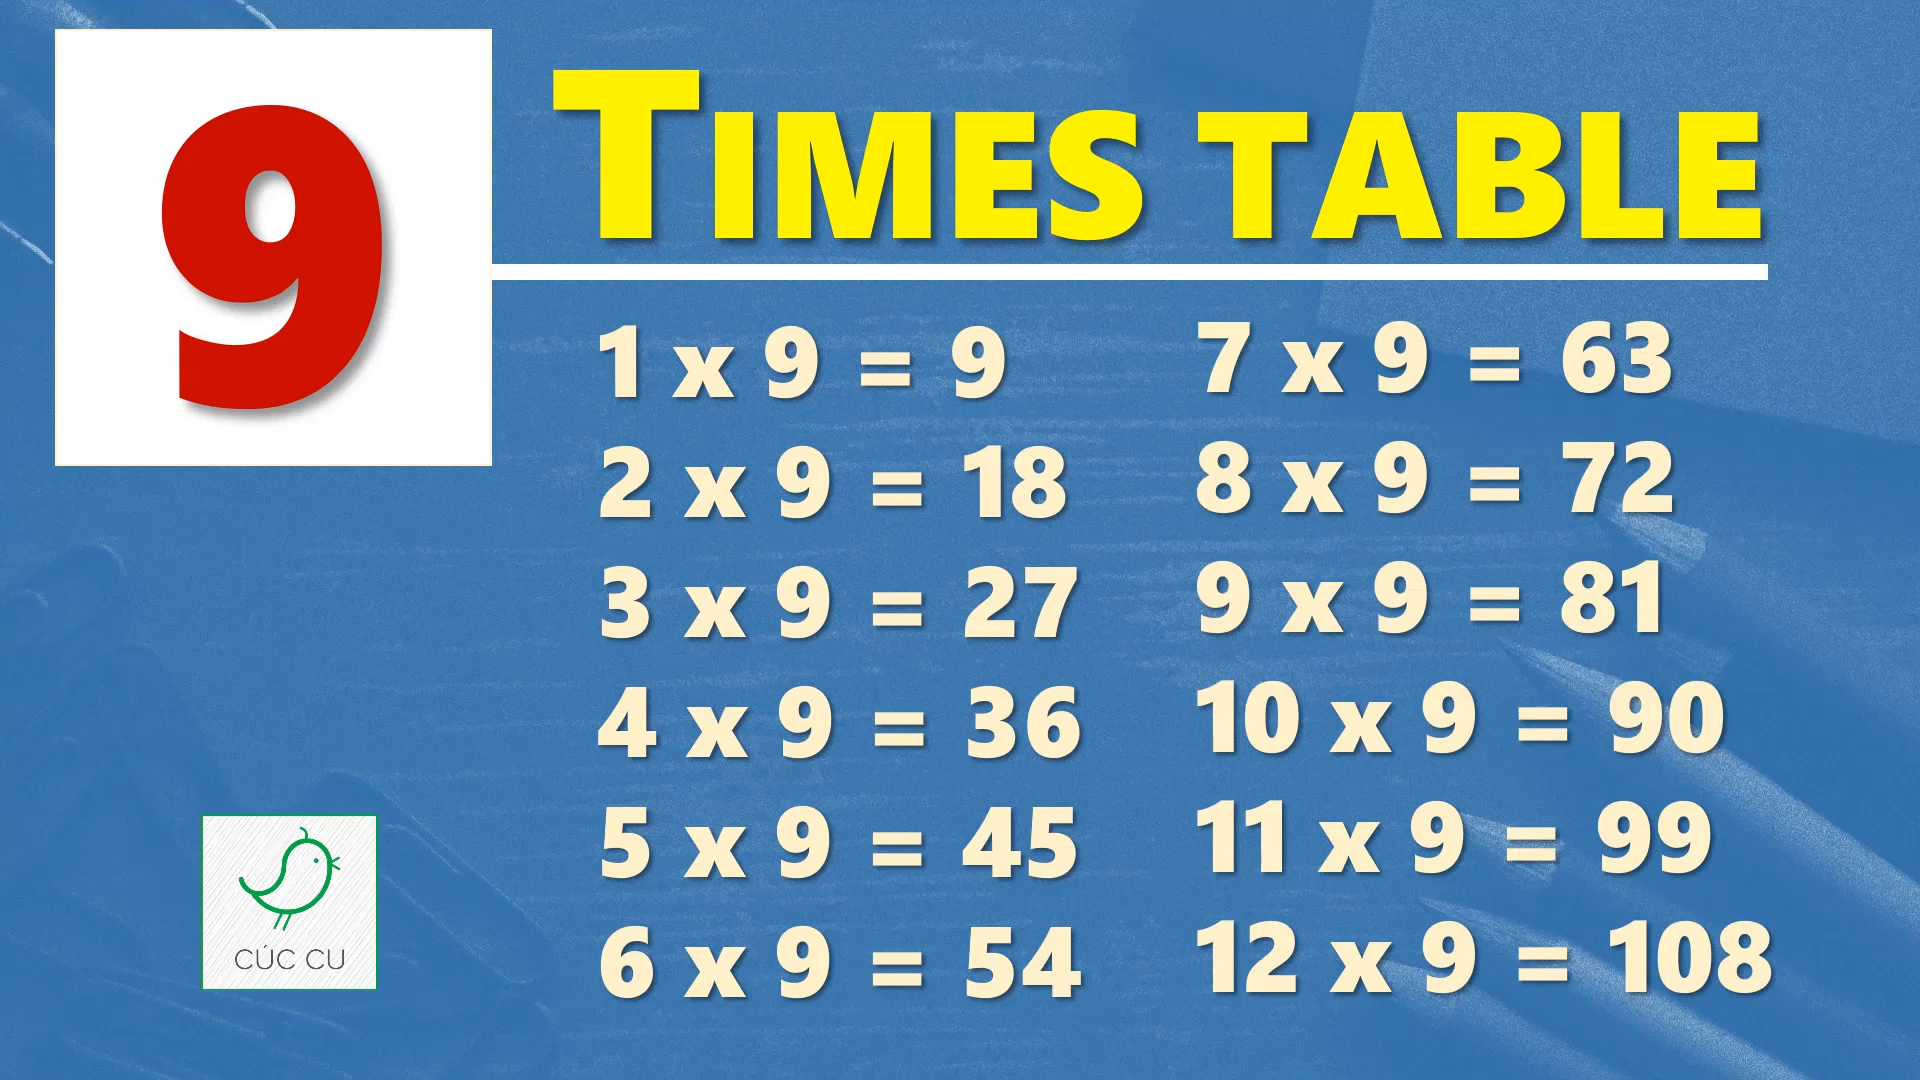 9
TIMES TABLE
1 x 9 = 9
2 x 9 = 18
3 x 9 = 27
4 x 9 = 36
5 x 9 = 45
6 x 9 = 54
7 x 9 = 63
8 x 9 = 72
9 x 9 = 81
10 x 9 = 90
11 x 9 = 99
12 x 9 = 108
CÚC CU